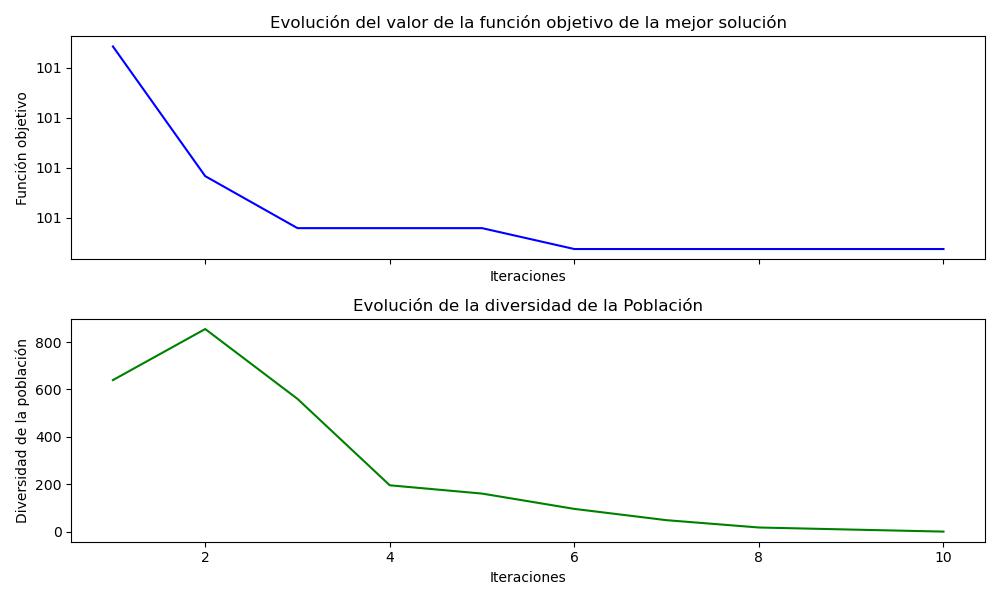 Evolución del valor de la función objetivo de la mejor solución
Función objetivo
101
101
101
101
Iteraciones
Evolución de la diversidad de la Población
Diversidad de la población
800
600
400
200
0
2 4 6 8 10
Iteraciones